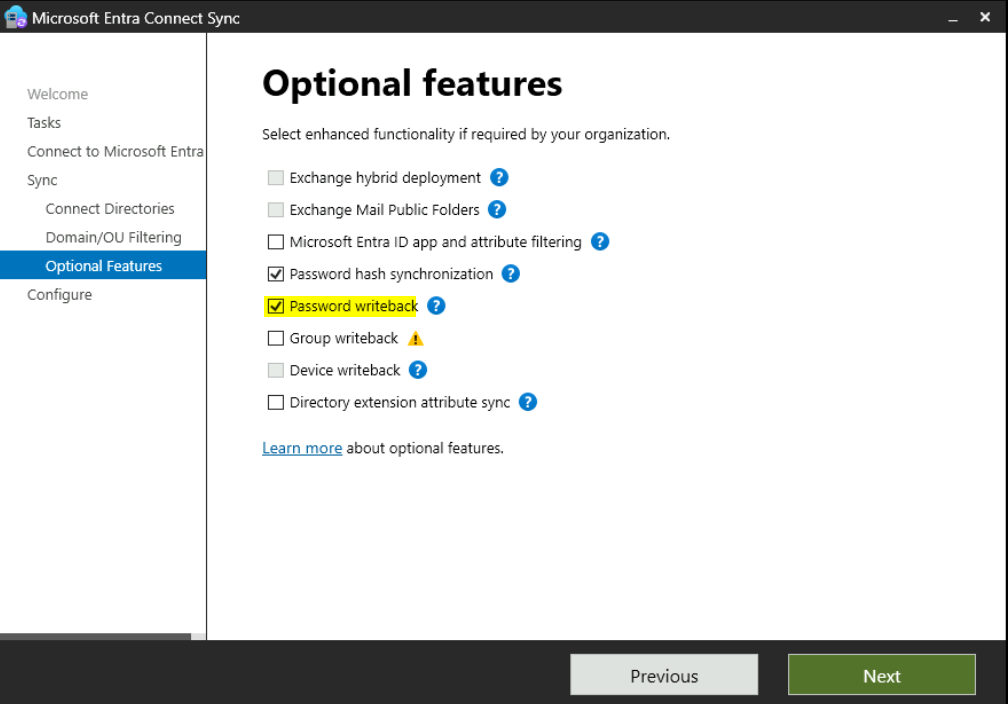 Microsoft Entra Connect Sync
Welcome
Tasks
Connect to Microsoft Entra
Sync
Connect Directories
Domain/OU Filtering
Optional Features
Configure
Optional features
Select enhanced functionality if required by your organization.
Exchange hybrid deployment ?
Exchange Mail Public Folders ?
Microsoft Entra ID app and attribute filtering ?
Password hash synchronization ?
Password writeback ?
Group writeback
Device writeback ?
Directory extension attribute sync ?
Learn more about optional features.
Previous
Next